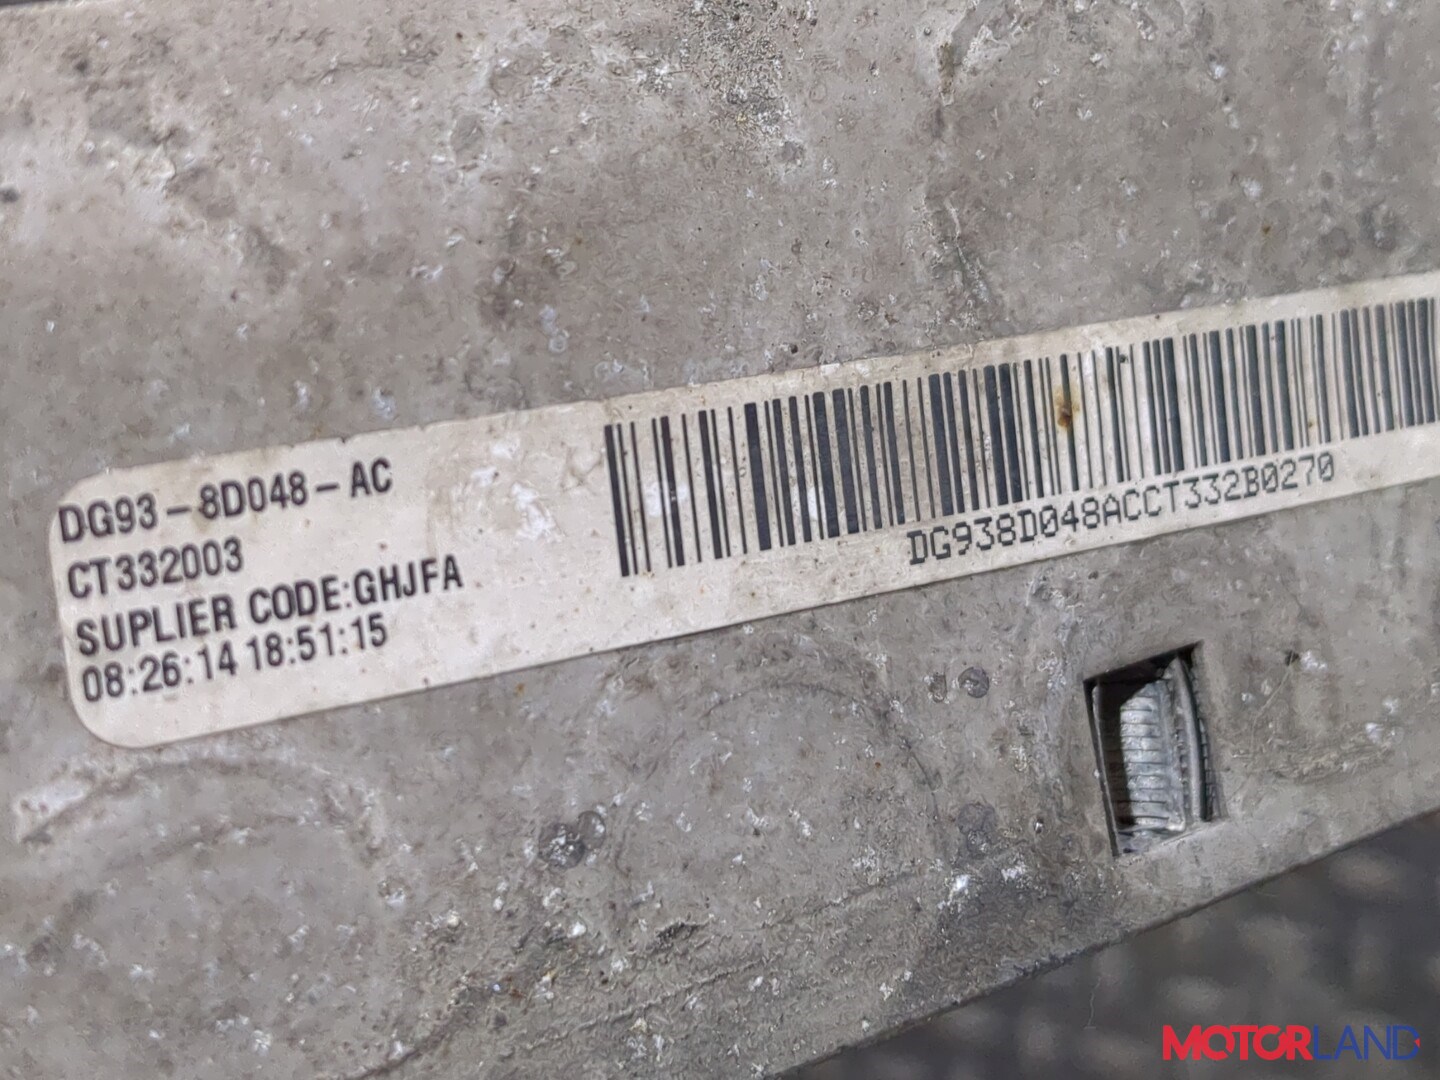 DG93-8D048-AC
CT332003
SUPLIER CODE:GHJFA
08:26:14 18:51:15
DG938D048ACCT332B0270
MOTORLAND